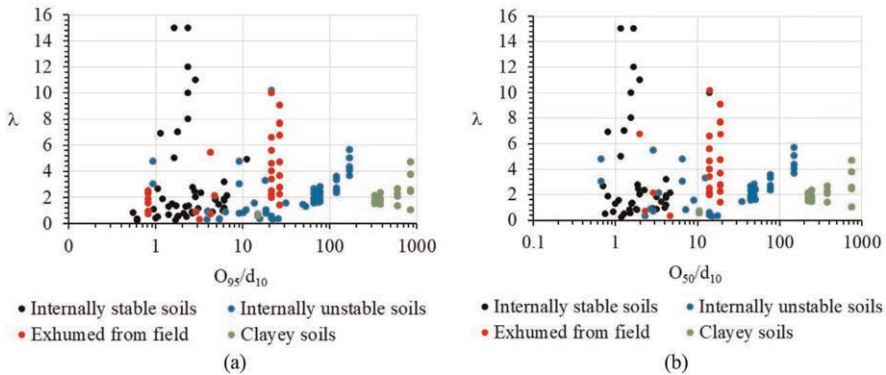 16
14
12
10
8
6
4
2
0
λ
0 1 10 100 1000
O95/d10
• Internally stable soils • Internally unstable soils
• Exhumed from field • Clayey soils
(a)
16
14
12
10
8
6
4
2
0
λ
0.1 1 10 100 1000
O50/d10
• Internally stable soils • Internally unstable soils
• Exhumed from field • Clayey soils
(b)